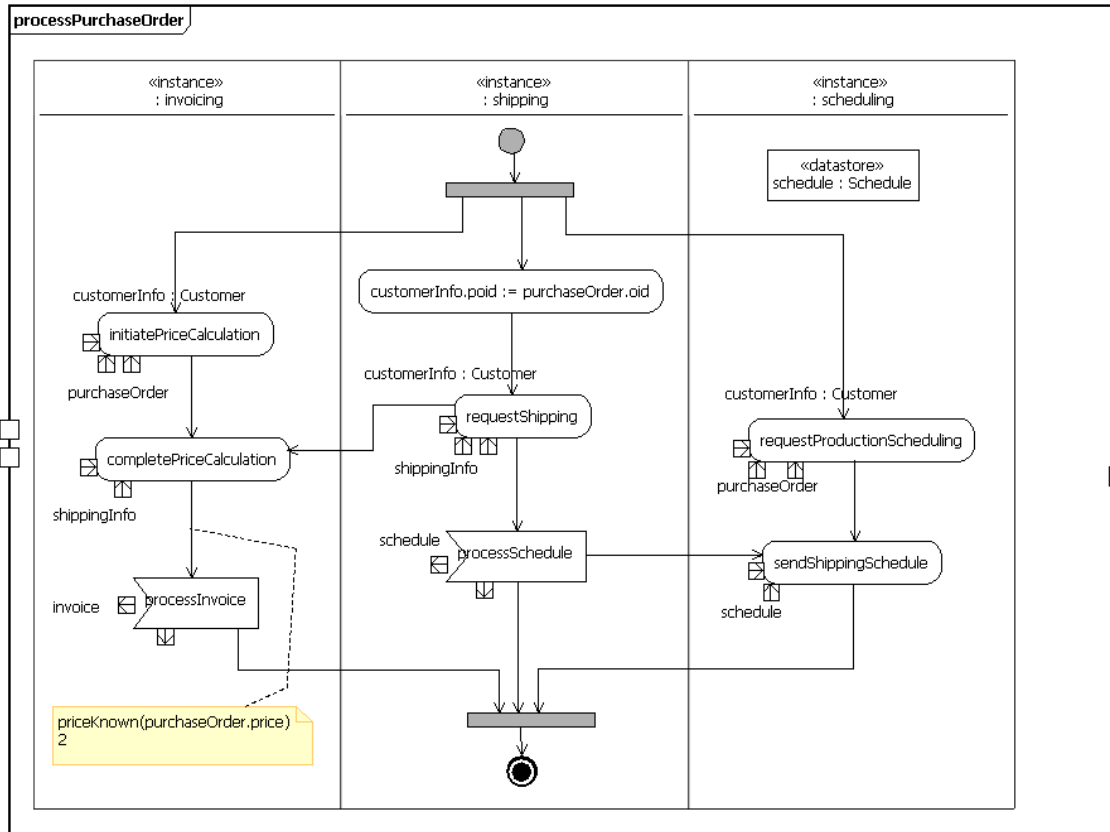 processPurchaseOrder
«instance»
: invoicing
«instance»
: shipping
«instance»
: scheduling
«datastore»
schedule : Schedule
customerInfo : Customer
initiatePriceCalculation
purchaseOrder
customerInfo.poid := purchaseOrder.oid
customerInfo : Customer
requestShipping
shippingInfo
customerInfo : Customer
requestProductionScheduling
purchaseOrder
completePriceCalculation
shippingInfo
schedule
processSchedule
sendShippingSchedule
schedule
invoice
processInvoice
priceKnown(purchaseOrder.price)
2